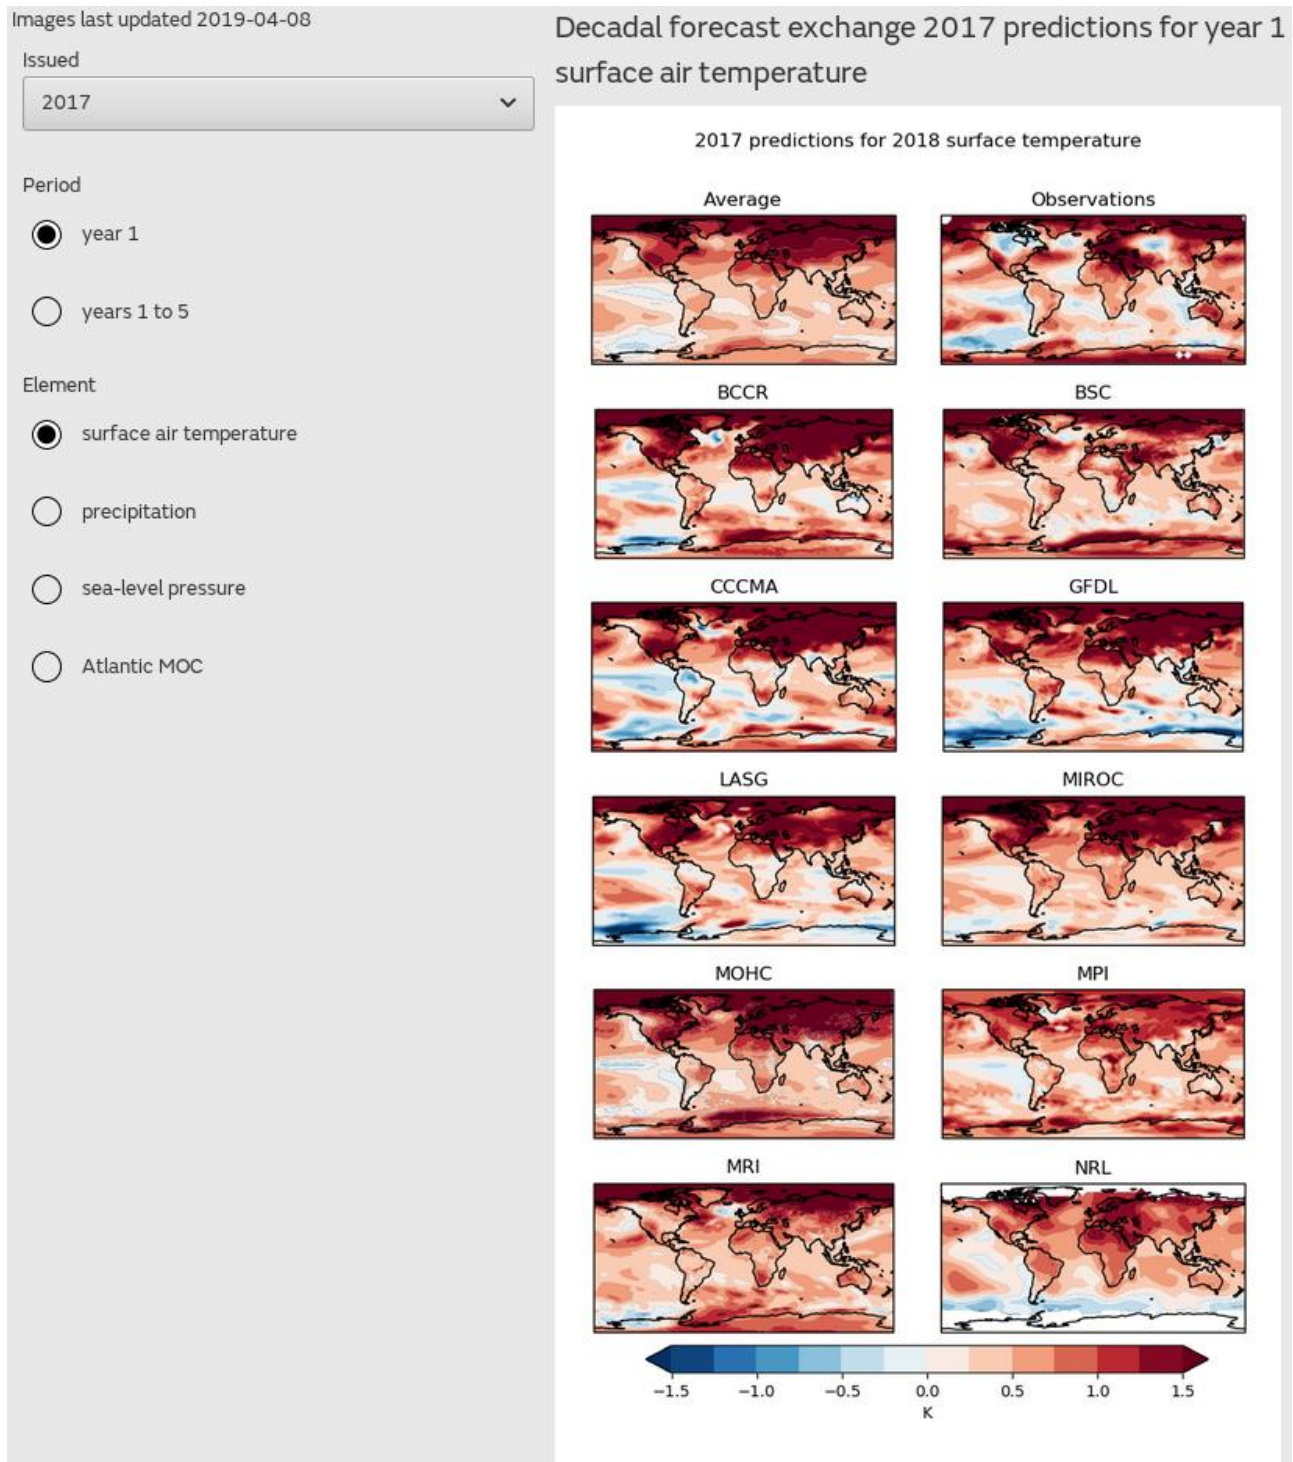 Images last updated 2019-04-08
Issued
2017
Period
year 1
years 1 to 5
Element
surface air temperature
precipitation
sea-level pressure
Atlantic MOC
Decadal forecast exchange 2017 predictions for year 1
surface air temperature
2017 predictions for 2018 surface temperature
Average
Observations
BCCR
BSC
CCCMA
GFDL
LASG
MIROC
MOHC
MPI
MRI
NRL
−1.5 −1.0 −0.5 0.0 0.5 1.0 1.5
K